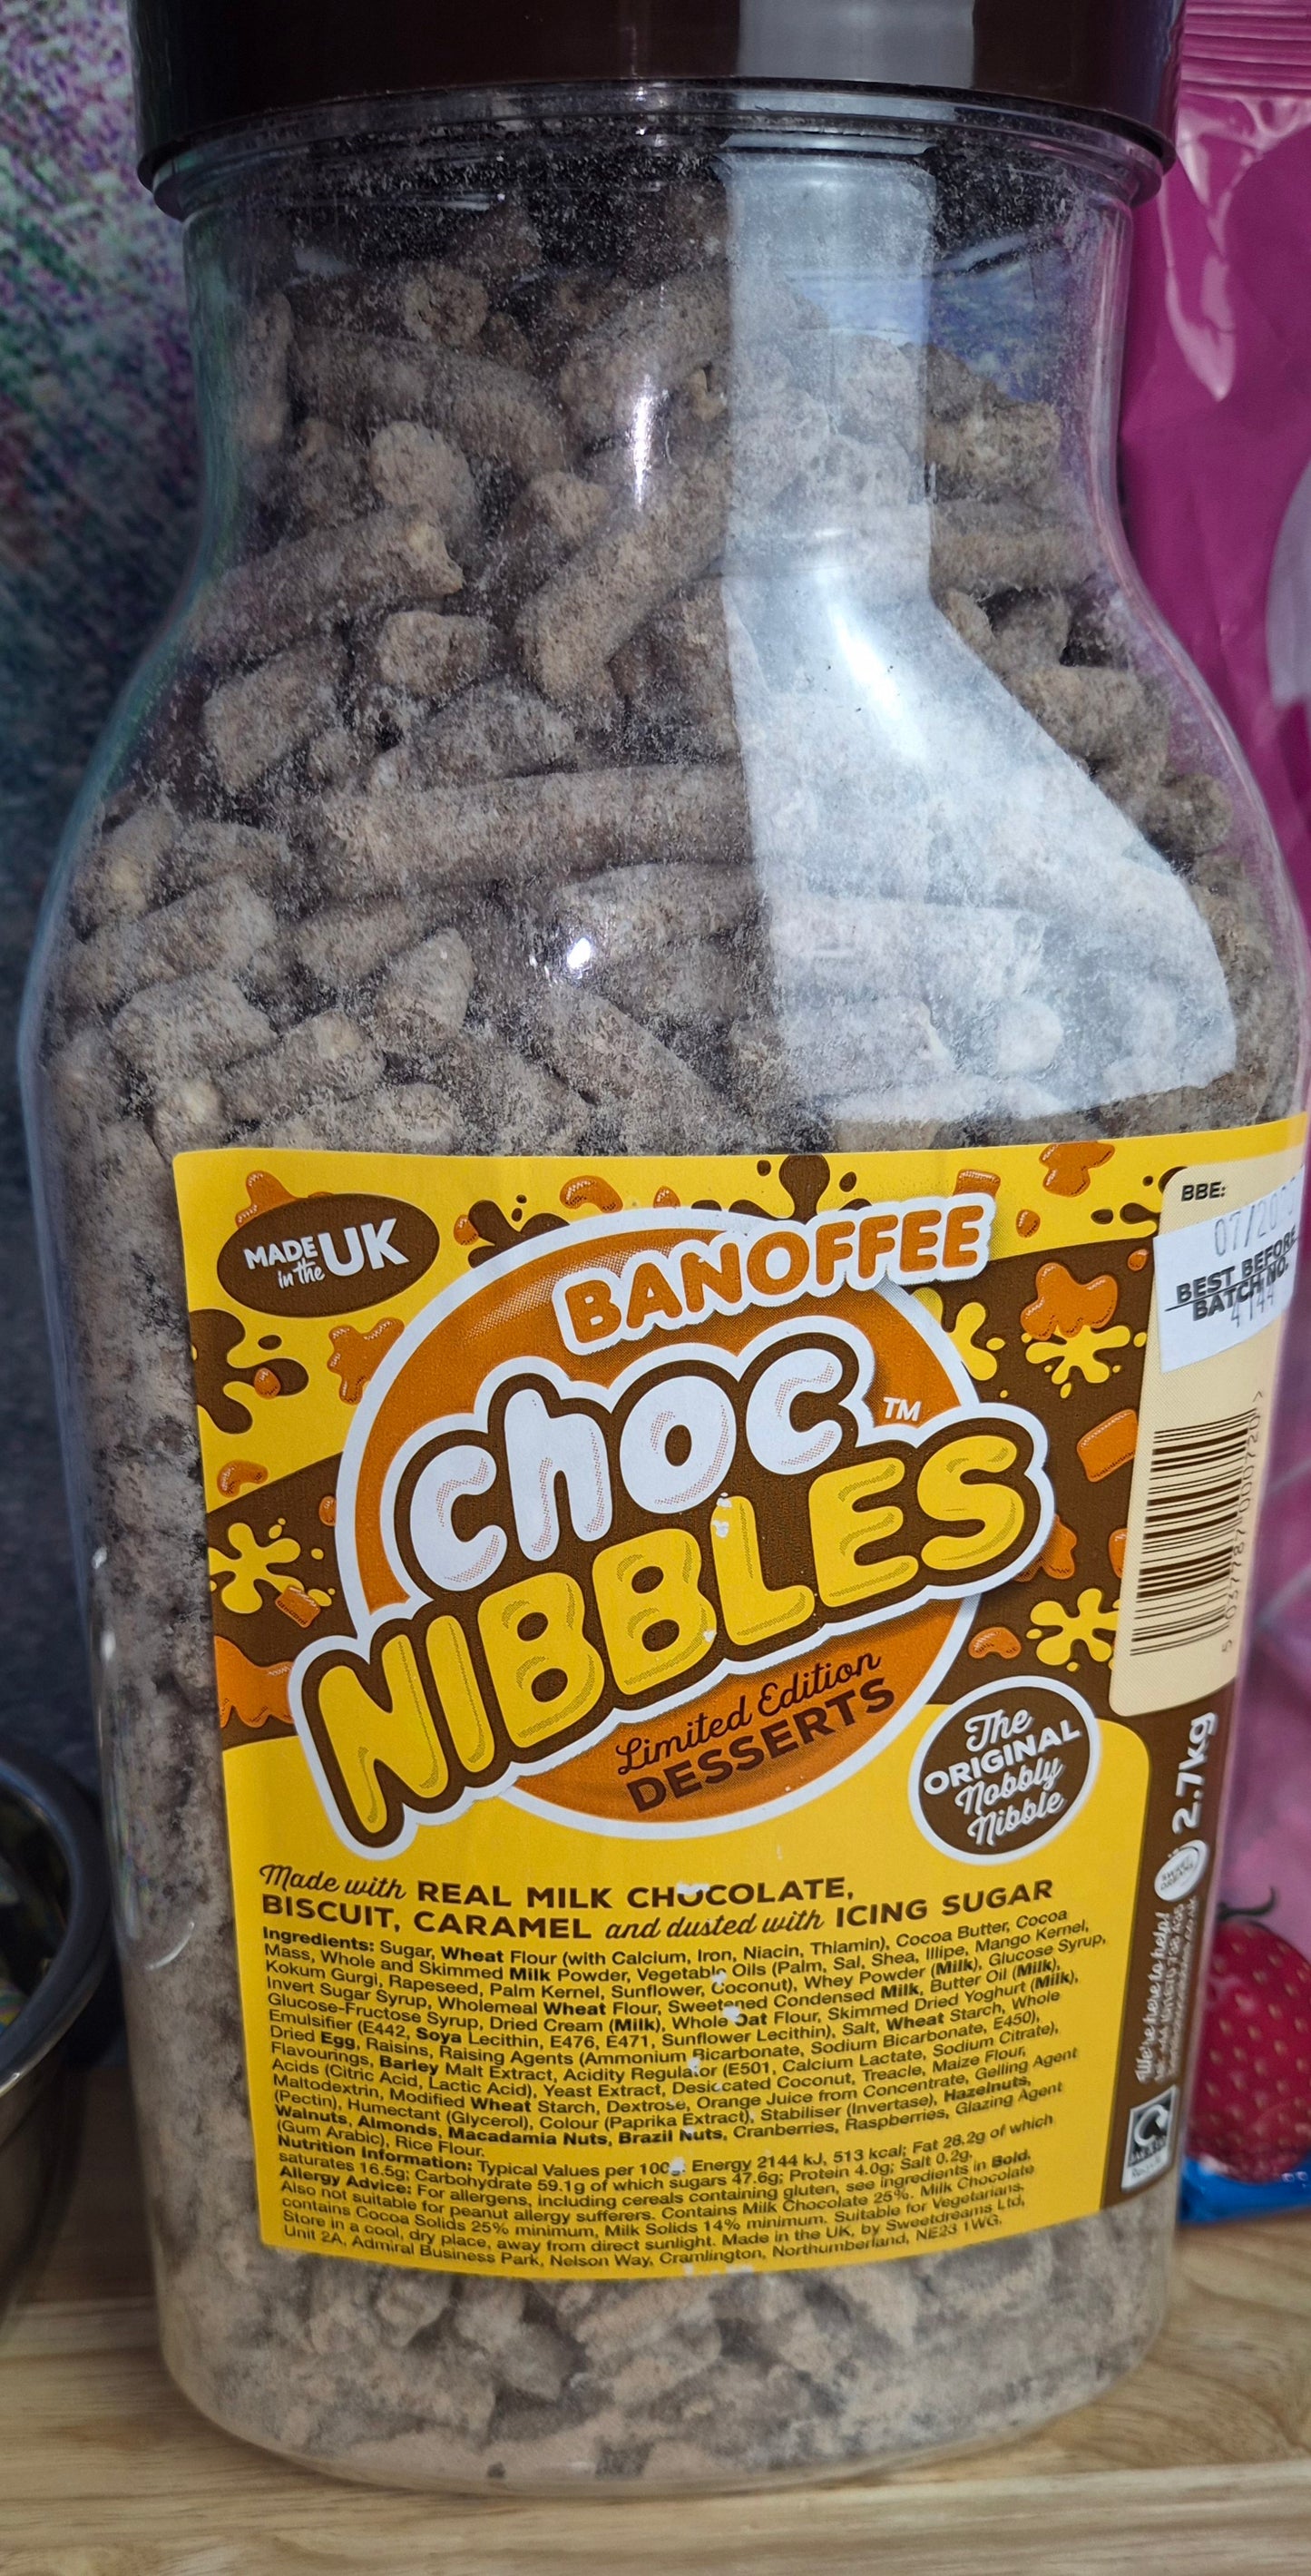 MADE
in the UK
BANOFFEE
choc
TM
NIBBLES
Limited Edition
DESSERTS
The
ORIGINAL
Nobbly
Nibble
Made with REAL MILK CHOCOLATE,
BISCUIT, CARAMEL and dusted with ICING SUGAR
Ingredients: Sugar, Wheat Flour (with Calcium, Iron, Niacin, Thiamin), Cocoa Butter, Cocoa
Mass, Whole and Skimmed Milk Powder, Vegetable Oils (Palm, Sal, Shea, Illipe, Mango Kernel,
Kokum Gurgi, Rapeseed, Palm Kernel, Sunflower, Coconut), Whey Powder (Milk), Glucose Syrup,
Invert Sugar Syrup, Wholemeal Wheat Flour, Sweetened Condensed Milk, Butter Oil (Milk),
Glucose-Fructose Syrup, Dried Cream (Milk), Whole Oat Flour, Skimmed Dried Yoghurt (Milk),
Emulsifier (E442, Soya Lecithin, E476, E471, Sunflower Lecithin), Salt, Wheat Starch, Whole
Dried Egg, Raisins, Raising Agents (Ammonium Bicarbonate, Sodium Bicarbonate, E450),
Flavourings, Barley Malt Extract, Acidity Regulator (E501, Calcium Lactate, Sodium Citrate),
Acids (Citric Acid, Lactic Acid), Yeast Extract, Desiccated Coconut, Treacle, Maize Flour,
Maltodextrin, Modified Wheat Starch, Dextrose, Orange Juice from Concentrate, Gelling Agent
(Pectin), Humectant (Glycerol), Colour (Paprika Extract), Stabiliser (Invertase), Hazelnuts,
Walnuts, Almonds, Macadamia Nuts, Brazil Nuts, Cranberries, Raspberries, Glazing Agent
(Gum Arabic), Rice Flour.
Nutrition Information: Typical Values per 100g: Energy 2144 kJ, 513 kcal; Fat 28.2g of which
saturates 16.5g; Carbohydrate 59.1g of which sugars 47.6g; Protein 4.0g; Salt 0.2g.
Allergy Advice: For allergens, including cereals containing gluten, see ingredients in Bold.
Also not suitable for peanut allergy sufferers. Contains Milk Chocolate 25%. Milk Chocolate
contains Cocoa Solids 25% minimum, Milk Solids 14% minimum. Suitable for Vegetarians.
Store in a cool, dry place, away from direct sunlight. Made in the UK, by Sweetdreams Ltd,
Unit 2A, Admiral Business Park, Nelson Way, Cramlington, Northumberland, NE23 1WG.
BBE:
BEST BEFORE
BATCH NO.
2.7kg
We're here to help!